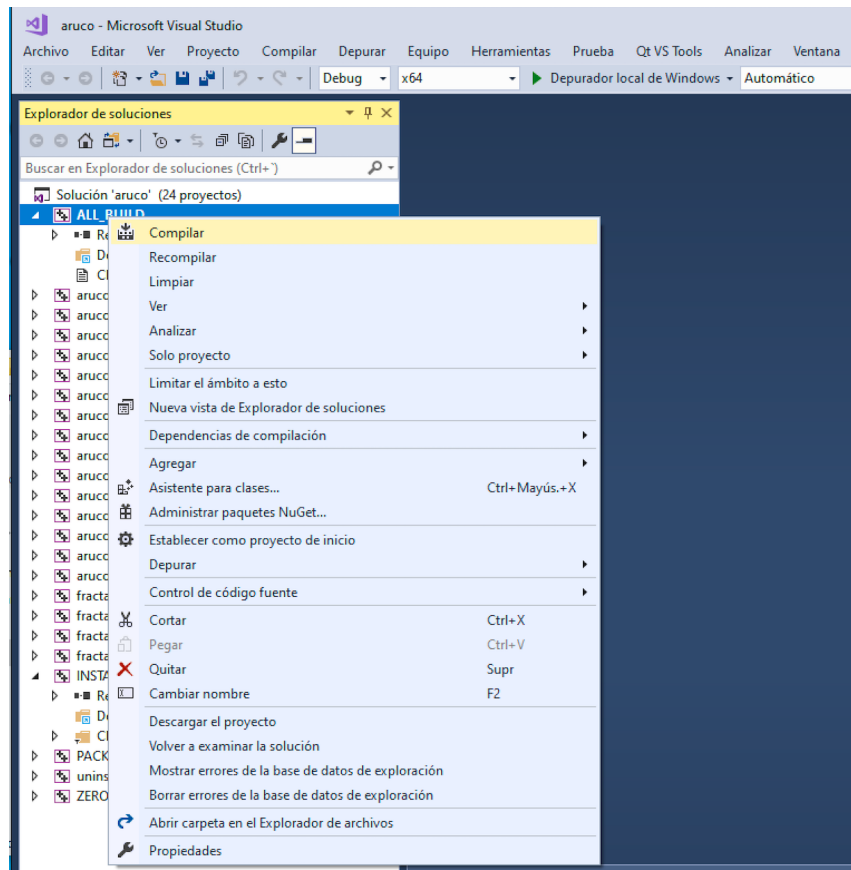 aruco - Microsoft Visual Studio
Archivo Editar Ver Proyecto Compilar Depurar Equipo Herramientas Prueba Qt VS Tools Analizar Ventana
Debug x64 Depurador local de Windows Automático
Explorador de soluciones
Buscar en Explorador de soluciones (Ctrl+¨)
Solución 'aruco' (24 proyectos)
ALL_BUILD
Compilar
Recompilar
Limpiar
Ver
Analizar
Solo proyecto
Limitar el ámbito a esto
Nueva vista de Explorador de soluciones
Dependencias de compilación
Agregar
Asistente para clases... Ctrl+Mayús.+X
Administrar paquetes NuGet...
Establecer como proyecto de inicio
Depurar
Control de código fuente
Cortar Ctrl+X
Pegar Ctrl+V
Quitar Supr
Cambiar nombre F2
Descargar el proyecto
Volver a examinar la solución
Mostrar errores de la base de datos de exploración
Borrar errores de la base de datos de exploración
Abrir carpeta en el Explorador de archivos
Propiedades